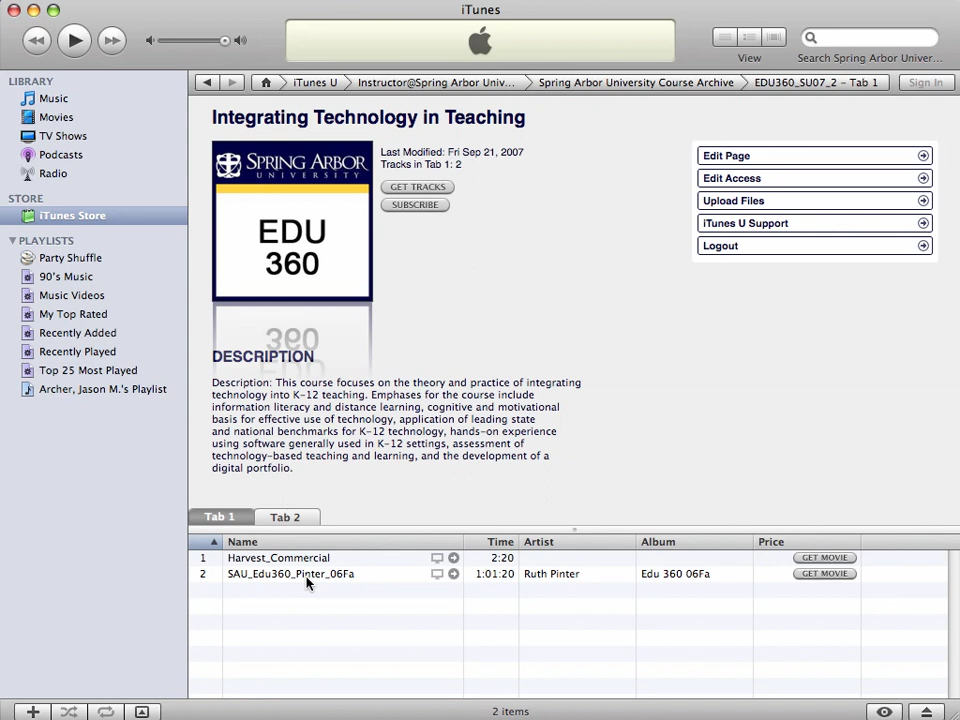 iTunes
View
Search Spring Arbor Univer...
LIBRARY
Music
Movies
TV Shows
Podcasts
Radio
STORE
iTunes Store
PLAYLISTS
Party Shuffle
90's Music
Music Videos
My Top Rated
Recently Added
Recently Played
Top 25 Most Played
Archer, Jason M.'s Playlist
iTunes U
Instructor@Spring Arbor Univ...
Spring Arbor University Course Archive
EDU360_SU07_2 – Tab 1
Sign In
Integrating Technology in Teaching
SPRING ARBOR
UNIVERSITY
EDU
360
Last Modified: Fri Sep 21, 2007
Tracks in Tab 1: 2
GET TRACKS
SUBSCRIBE
Edit Page
Edit Access
Upload Files
iTunes U Support
Logout
360
DESCRIPTION
Description: This course focuses on the theory and practice of integrating
technology into K-12 teaching. Emphases for the course include
information literacy and distance learning, cognitive and motivational
basis for effective use of technology, application of leading state
and national benchmarks for K-12 technology, hands-on experience
using software generally used in K-12 settings, assessment of
technology-based teaching and learning, and the development of a
digital portfolio.
Tab 1
Tab 2
Name Time Artist Album Price
1 Harvest_Commercial 2:20 GET MOVIE
2 SAU_Edu360_Pinter_06Fa 1:01:20 Ruth Pinter Edu 360 06Fa GET MOVIE
2 items